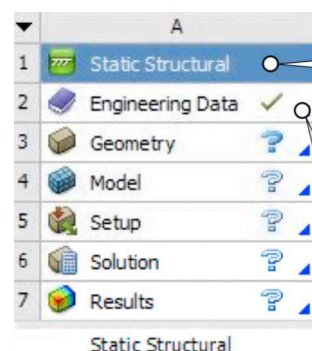 A
1 Static Structural
2 Engineering Data
3 Geometry ?
4 Model ?
5 Setup ?
6 Solution ?
7 Results ?
Static Structural